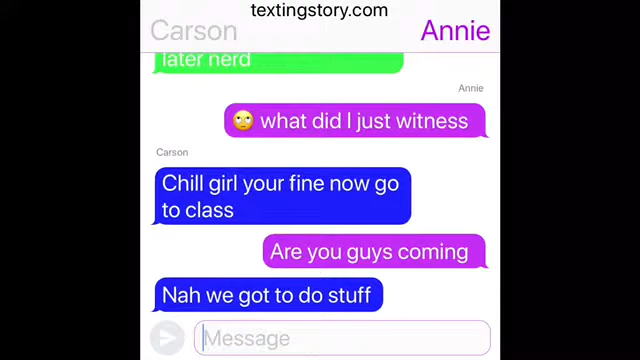 textingstory.com
Carson Annie
later nerd
Annie
🙄 what did I just witness
Carson
Chill girl your fine now go
to class
Are you guys coming
Nah we got to do stuff
Message